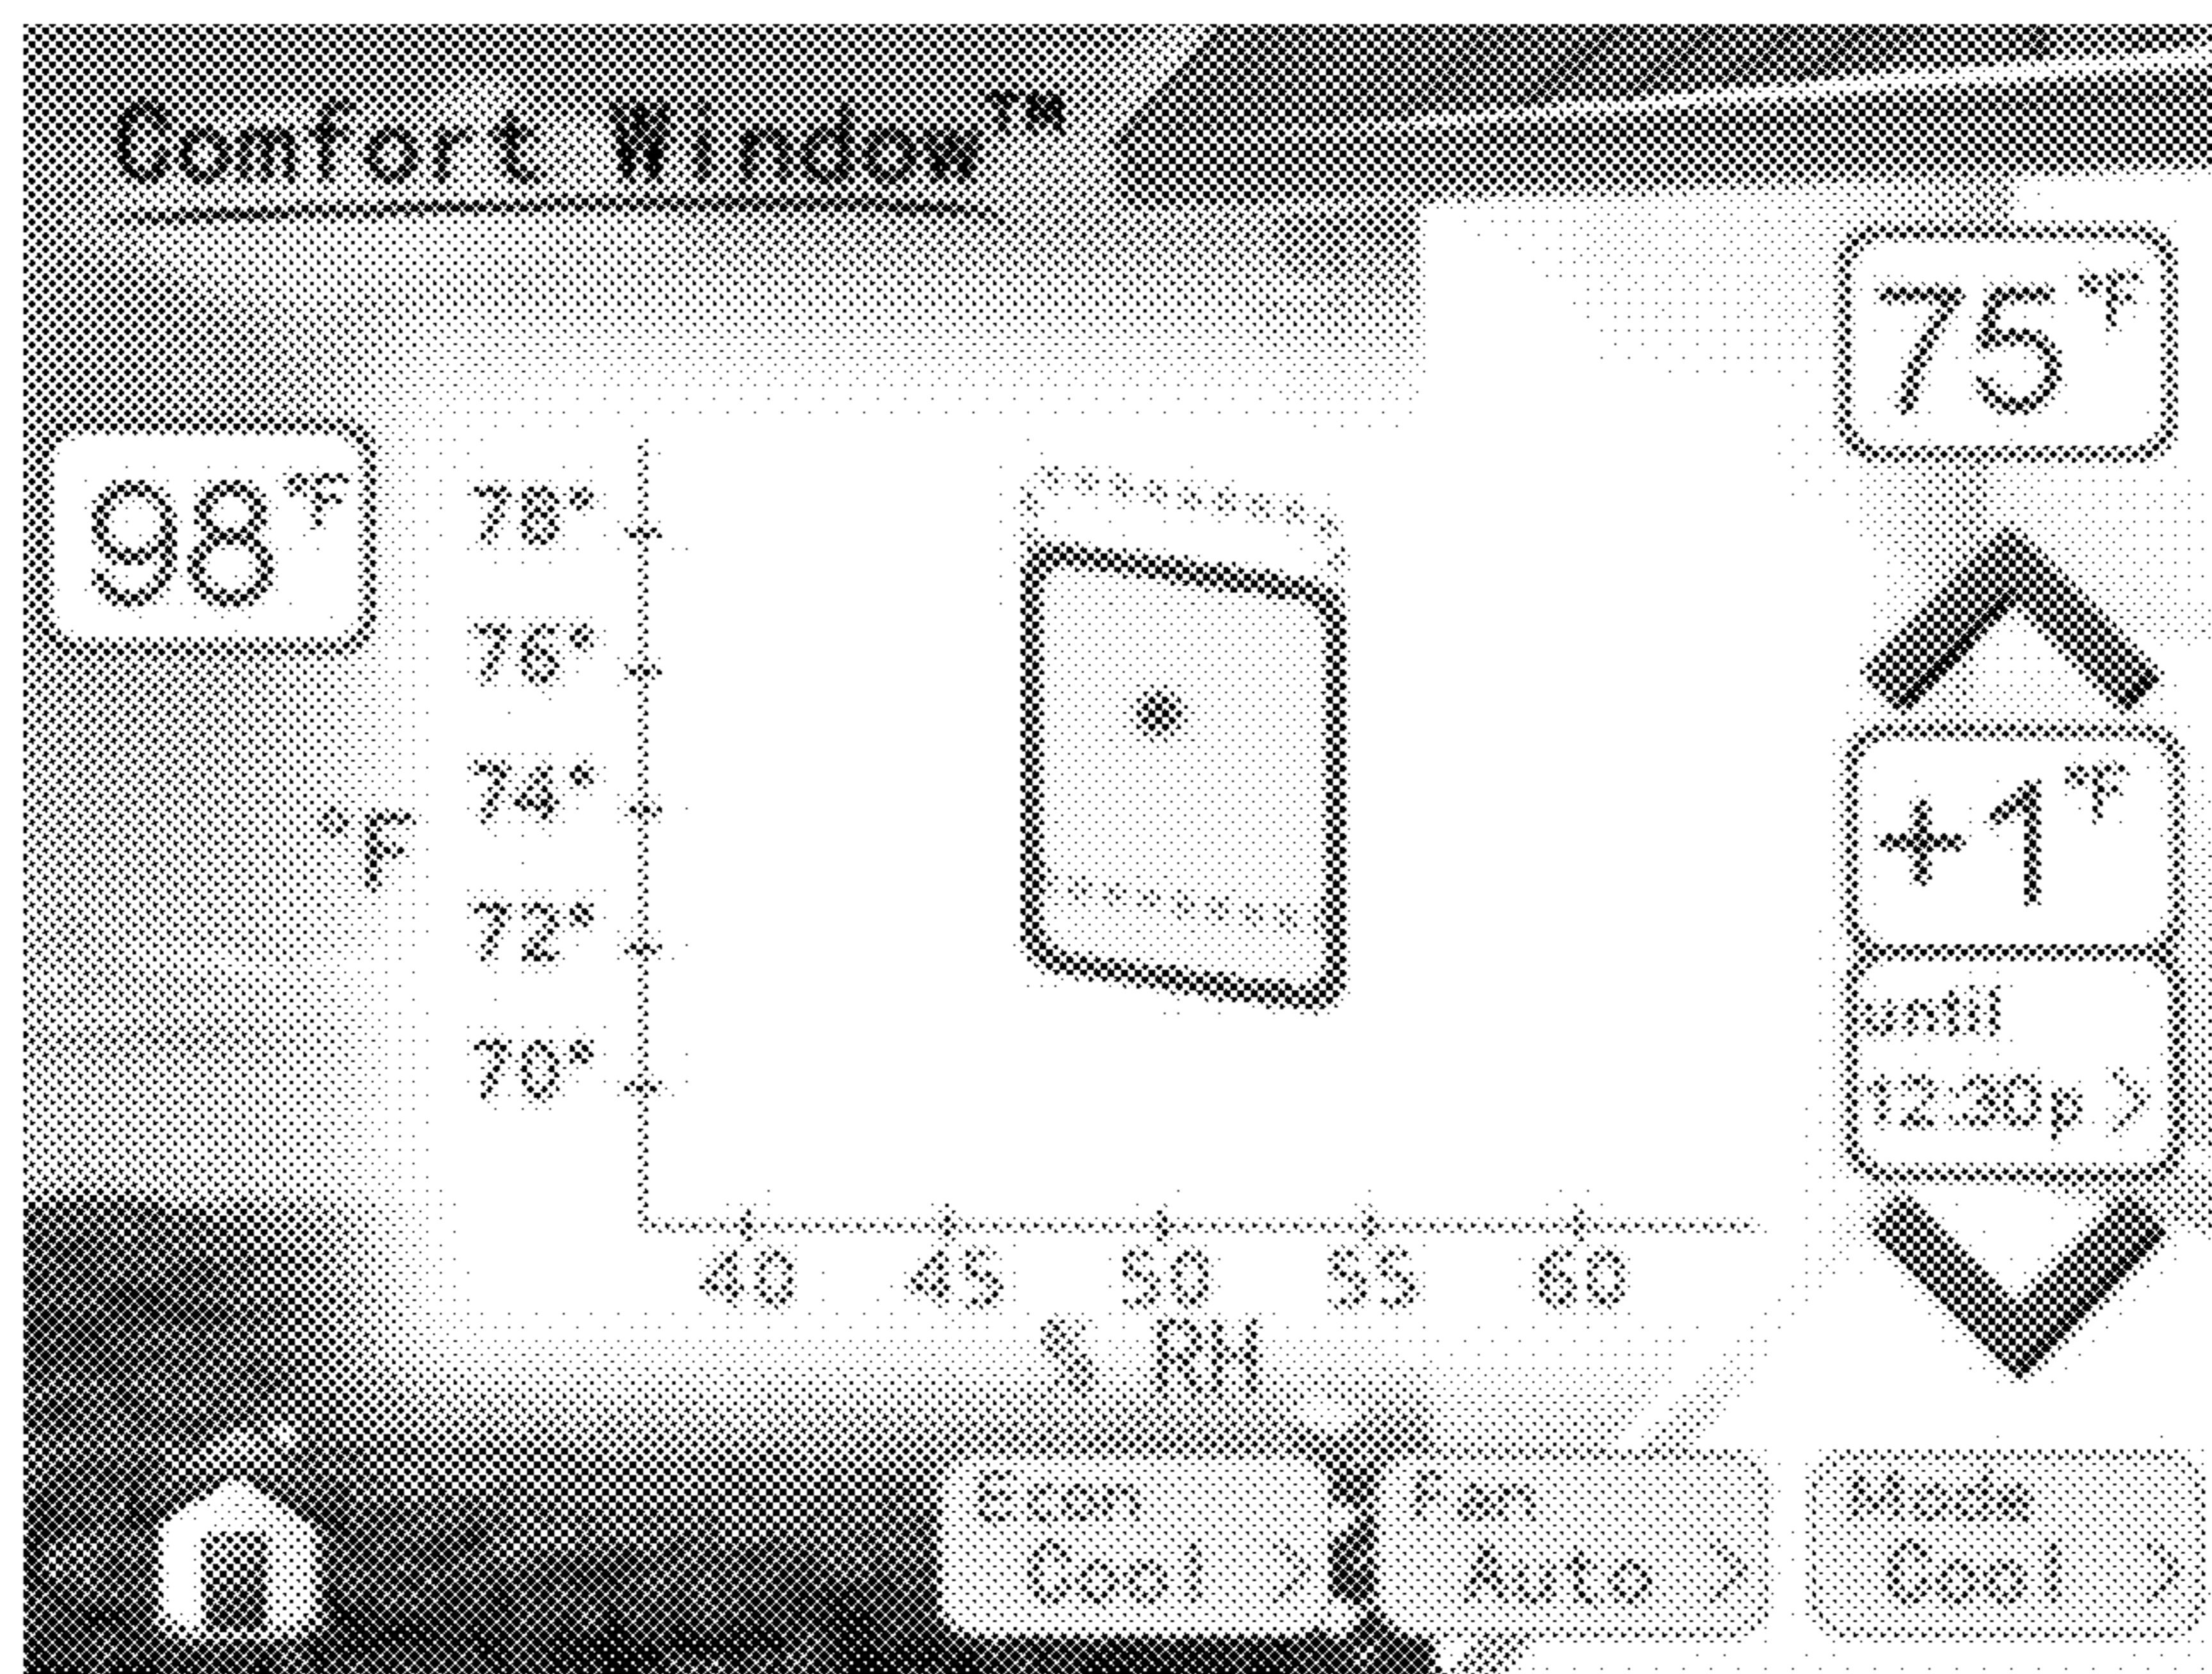 Comfort Window™
75°F
98°F
78°
76°
74°
°F
72°
70°
+1°F
until
12:30p >
40 45 50 55 60
% RH
Econ
Cool >
Fan
Auto >
Mode
Cool >